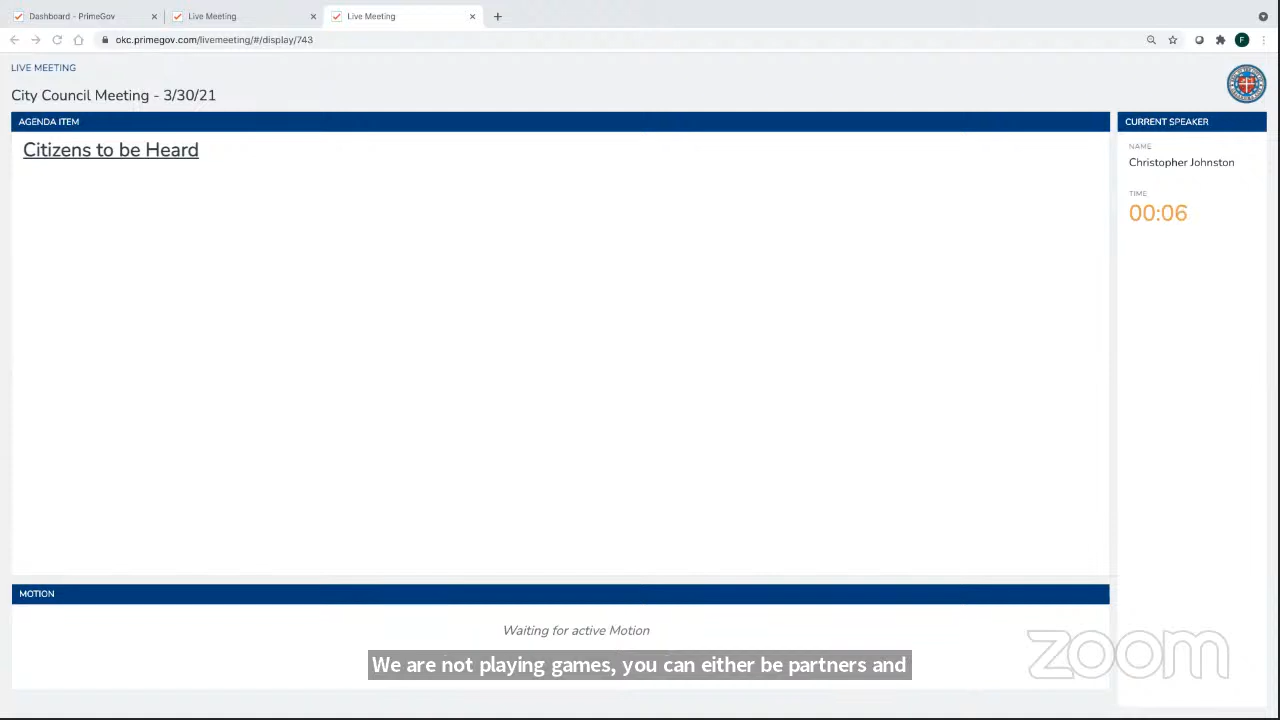 Dashboard - PrimeGov
Live Meeting
Live Meeting
okc.primegov.com/livemeeting/#/display/743
F
LIVE MEETING
City Council Meeting - 3/30/21
AGENDA ITEM
Citizens to be Heard
CURRENT SPEAKER
NAME
Christopher Johnston
TIME
00:06
MOTION
Waiting for active Motion
We are not playing games, you can either be partners and
zoom